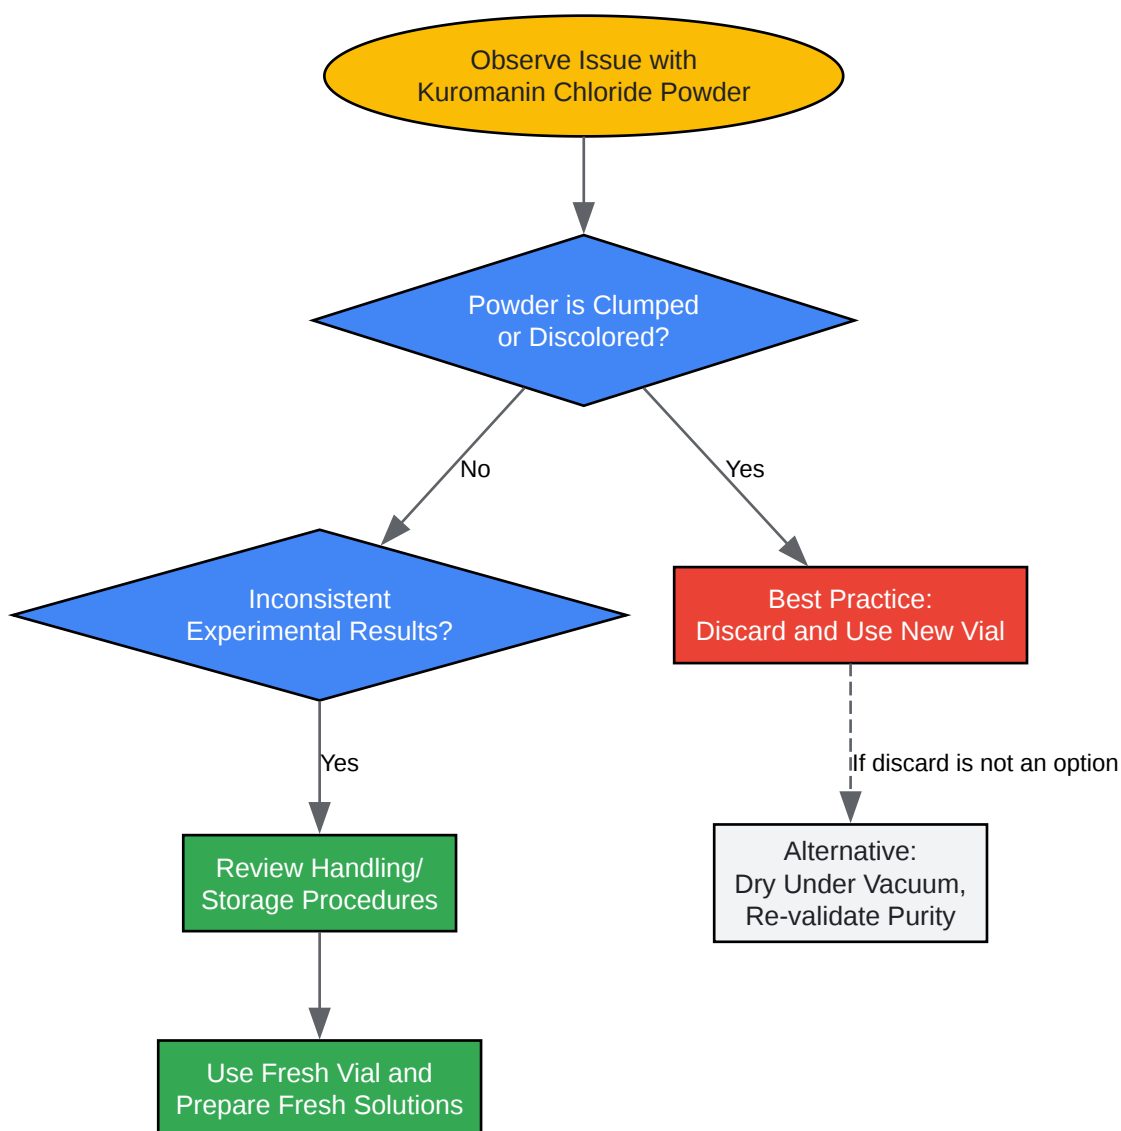 Observe Issue with
Kuromanin Chloride Powder
Powder is Clumped
or Discolored?
No
Yes
Inconsistent
Experimental Results?
Best Practice:
Discard and Use New Vial
Yes
If discard is not an option
Review Handling/
Storage Procedures
Alternative:
Dry Under Vacuum,
Re-validate Purity
Use Fresh Vial and
Prepare Fresh Solutions